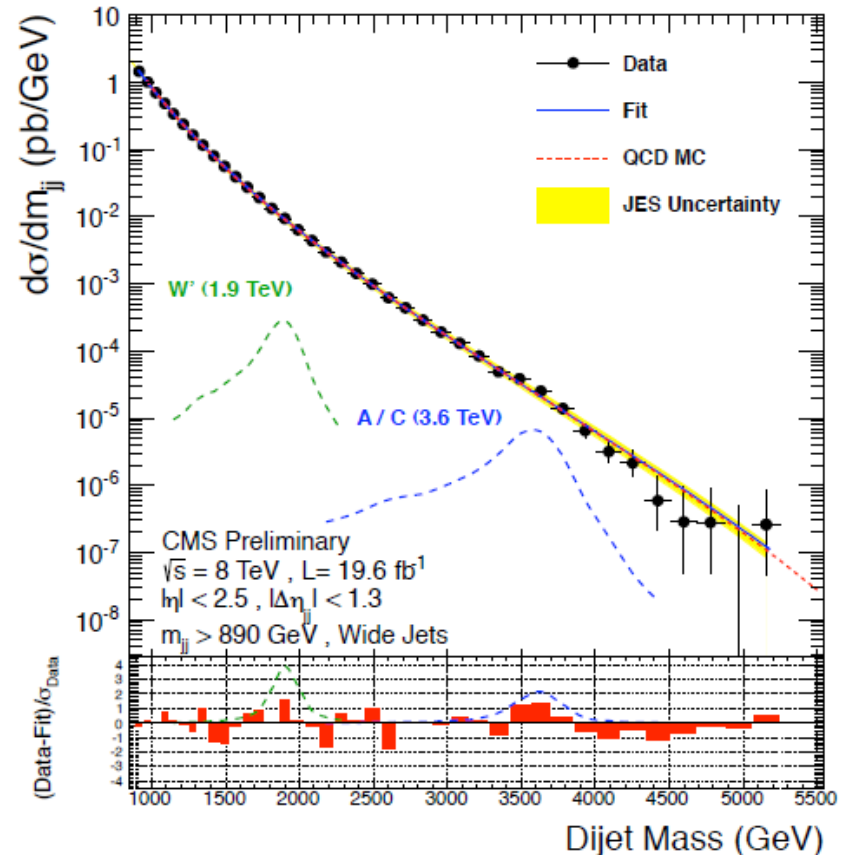 dσ/dm_jj (pb/GeV)
10
1
10^-1
10^-2
10^-3
10^-4
10^-5
10^-6
10^-7
10^-8
Data
Fit
QCD MC
JES Uncertainty
W' (1.9 TeV)
A / C (3.6 TeV)
CMS Preliminary
√s = 8 TeV , L= 19.6 fb^-1
|η| < 2.5 , |Δη_jj| < 1.3
m_jj > 890 GeV , Wide Jets
(Data-Fit)/σ_Data
4
3
2
1
0
-1
-2
-3
-4
1000 1500 2000 2500 3000 3500 4000 4500 5000 5500
Dijet Mass (GeV)